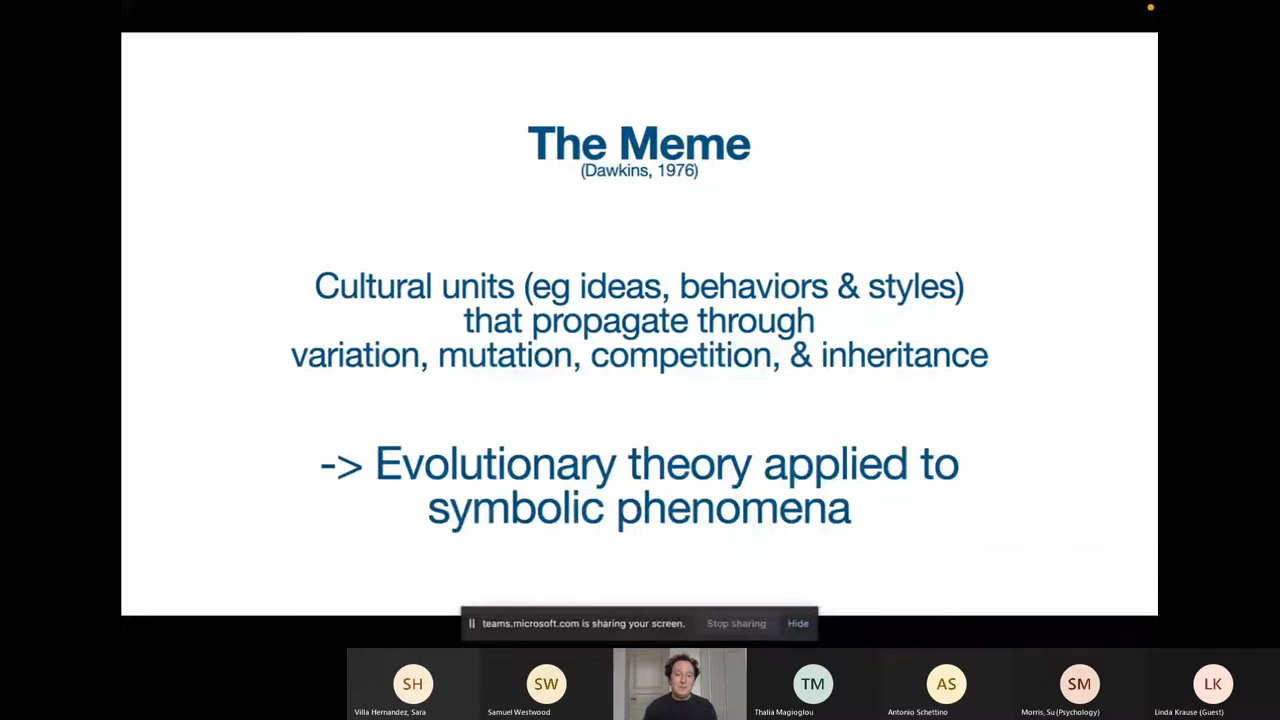 The Meme
(Dawkins, 1976)
Cultural units (eg ideas, behaviors & styles)
that propagate through
variation, mutation, competition, & inheritance
-> Evolutionary theory applied to
symbolic phenomena
teams.microsoft.com is sharing your screen. Stop sharing Hide
SH SW TM AS SM LK
Villa Hernandez, Sara Samuel Westwood Thalia Magioglou Antonio Schettino Morris, Su (Psychology) Linda Krause (Guest)